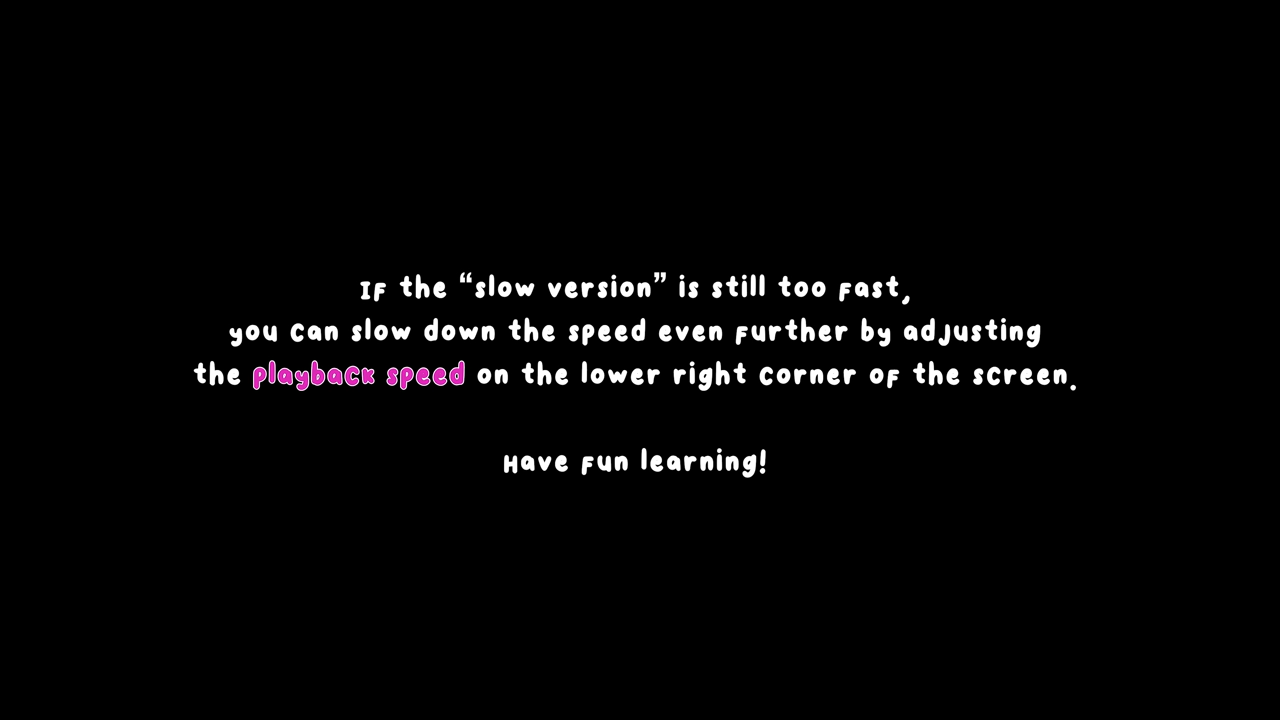 If the “slow version” is still too fast,
you can slow down the speed even further by adjusting
the playback speed on the lower right corner of the screen.
Have fun learning!